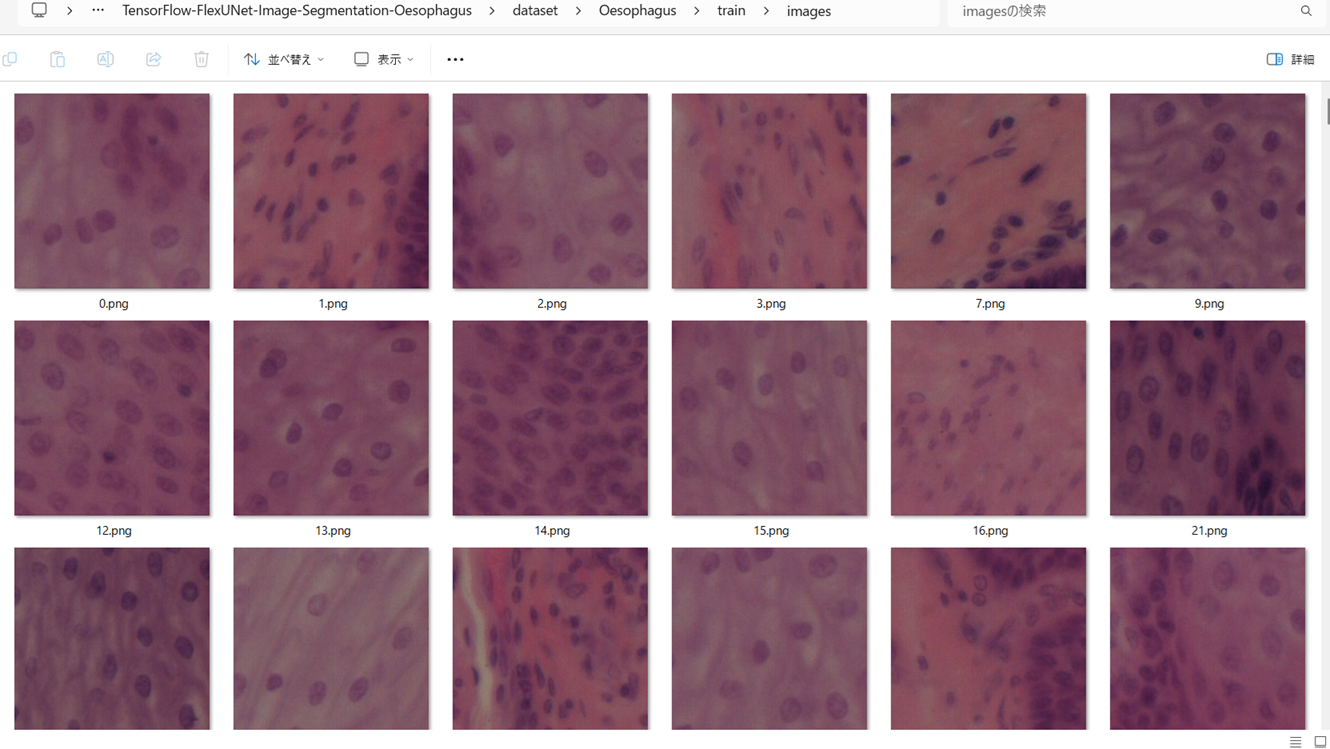 TensorFlow-FlexUNet-Image-Segmentation-Oesophagus > dataset > Oesophagus > train > images
imagesの検索
並べ替え
表示
詳細
0.png
1.png
2.png
3.png
7.png
9.png
12.png
13.png
14.png
15.png
16.png
21.png